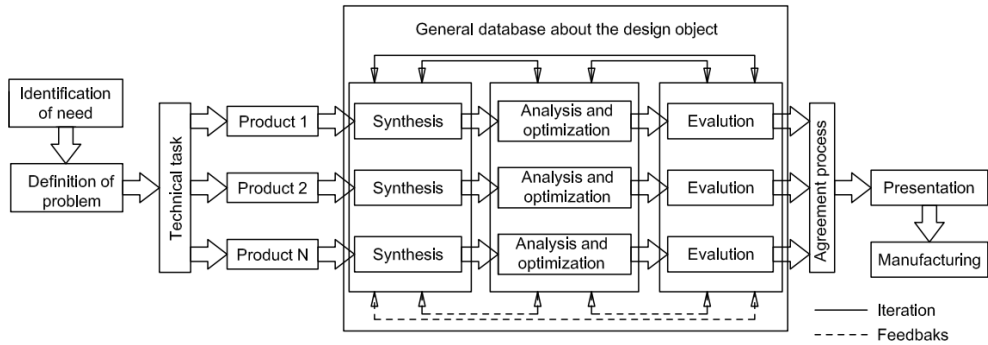 General database about the design object
Identification
of need
Definition of
problem
Technical task
Product 1
Synthesis
Analysis and
optimization
Evalution
Product 2
Synthesis
Analysis and
optimization
Evalution
Product N
Synthesis
Analysis and
optimization
Evalution
Agreement process
Presentation
Manufacturing
Iteration
Feedbaks